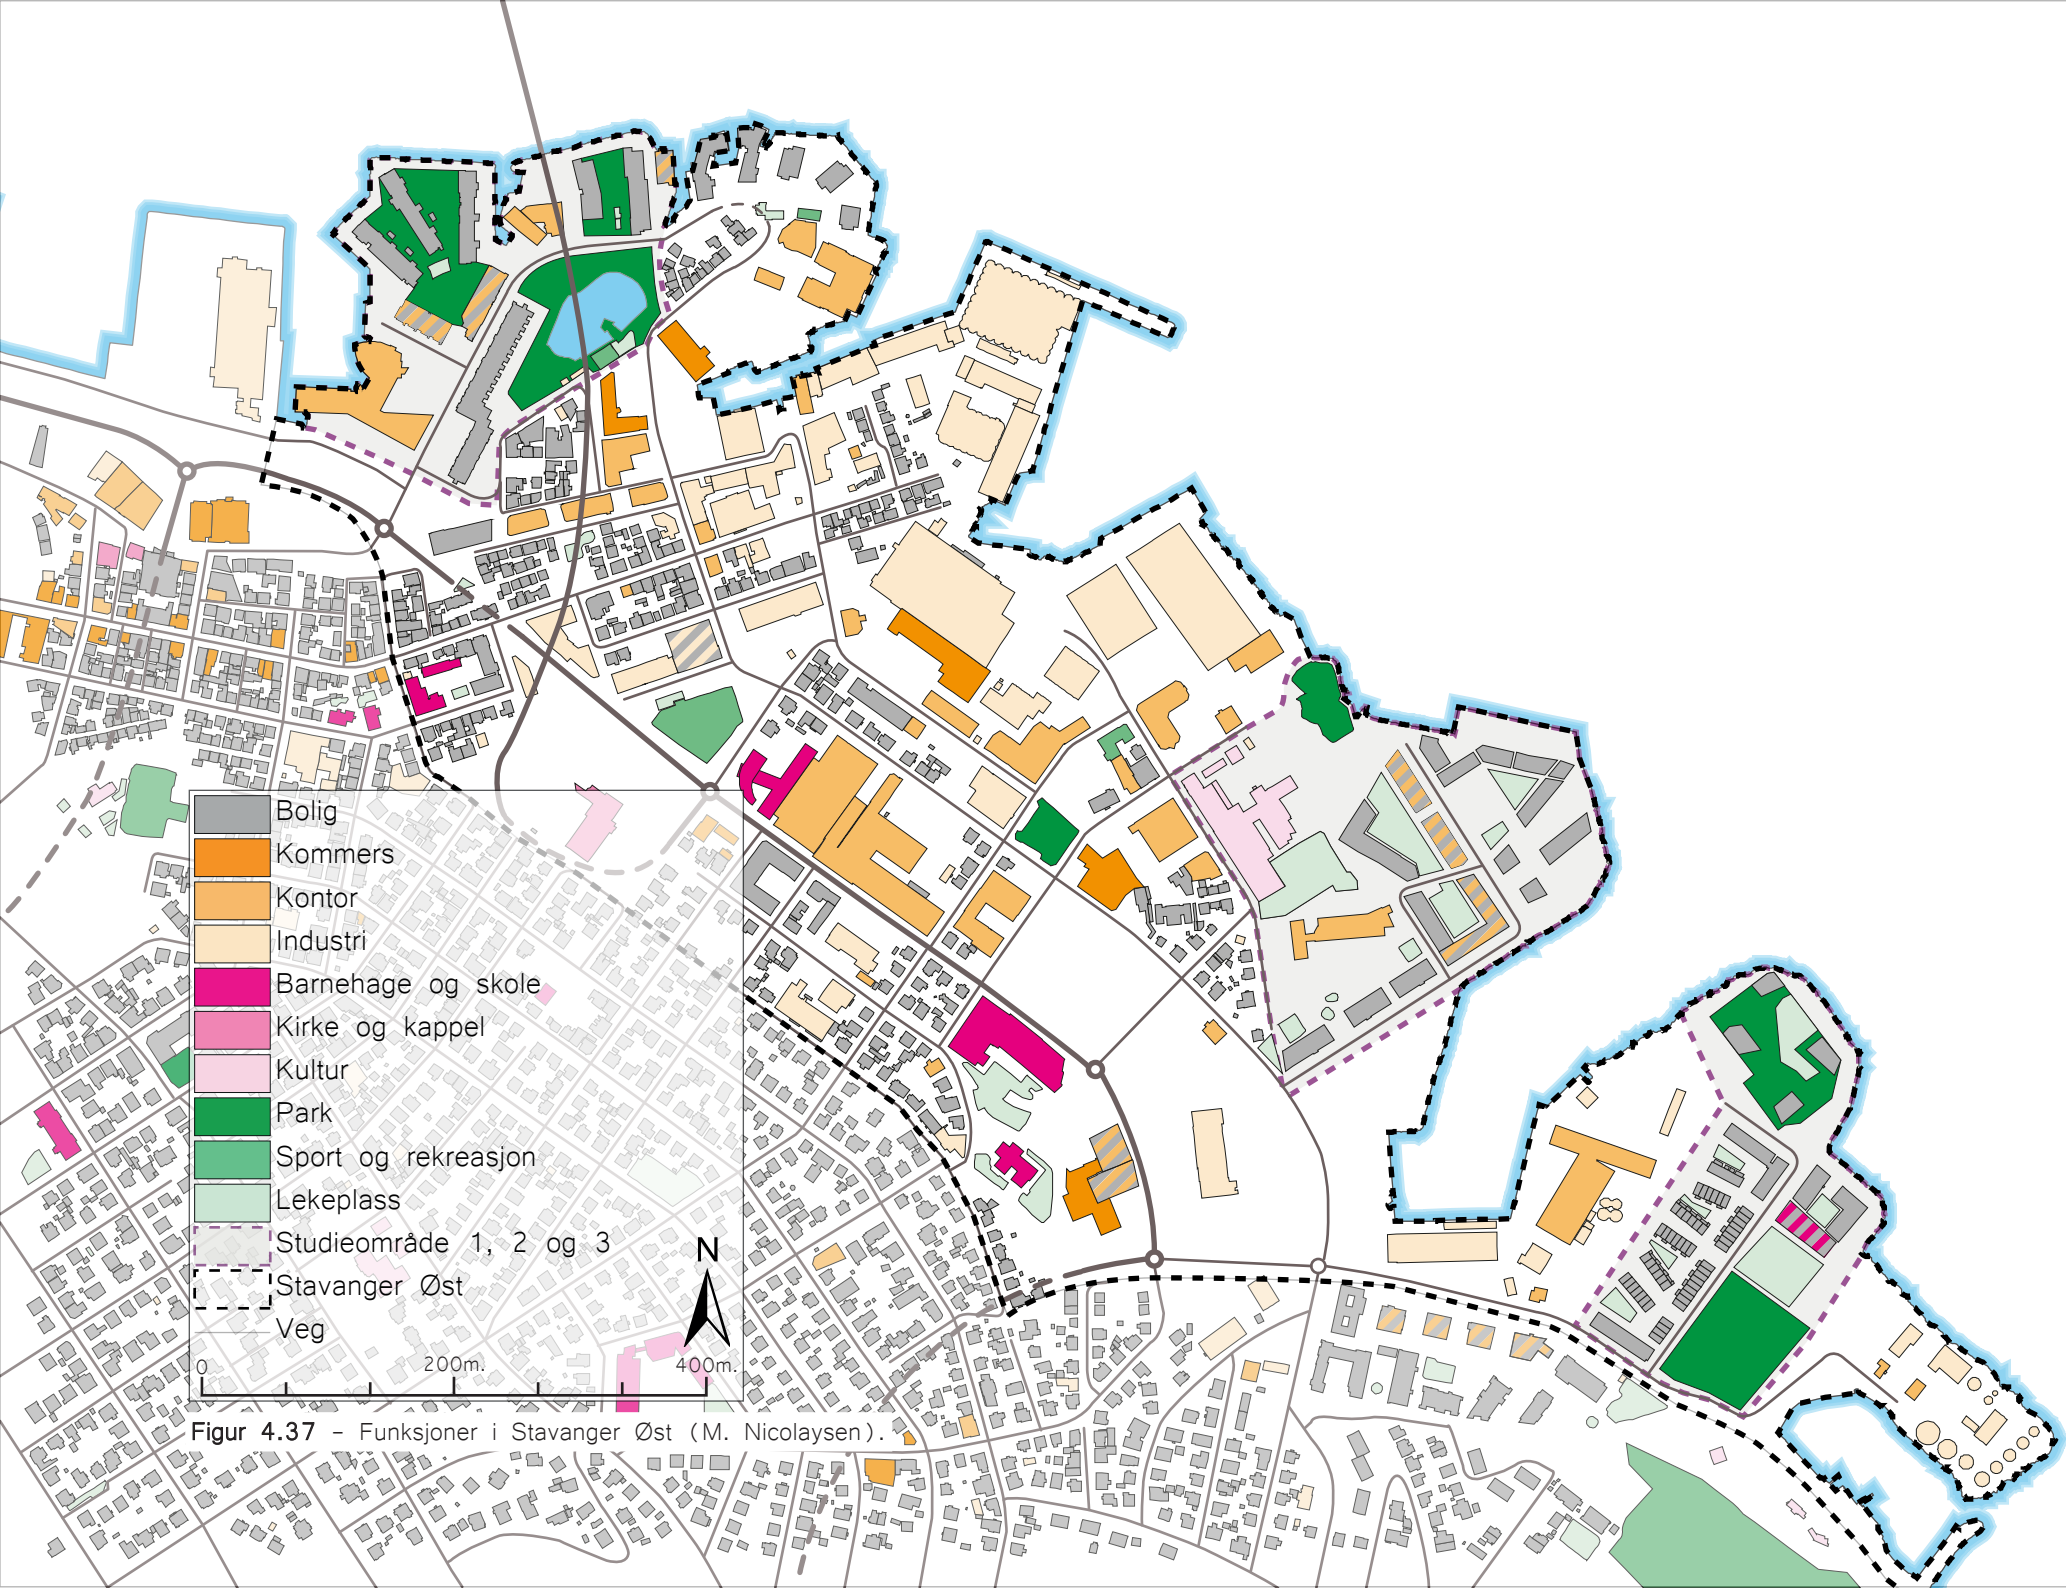 Bolig
Kommers
Kontor
Industri
Barnehage og skole
Kirke og kappel
Kultur
Park
Sport og rekreasjon
Lekeplass
Studieområde 1, 2 og 3
N
Stavanger Øst
Veg
0 200m. 400m.
Figur 4.37 – Funksjoner i Stavanger Øst (M. Nicolaysen).